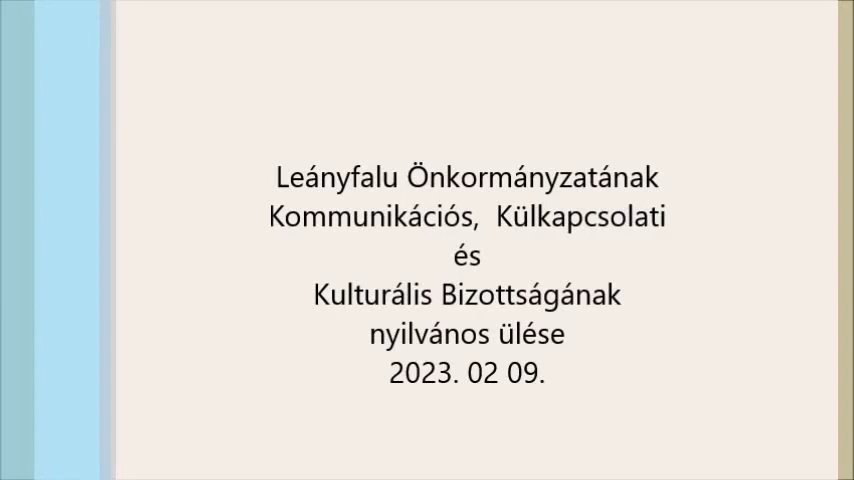 Leányfalu Önkormányzatának
Kommunikációs,  Külkapcsolati
és
Kulturális Bizottságának
nyilvános ülése
2023. 02 09.